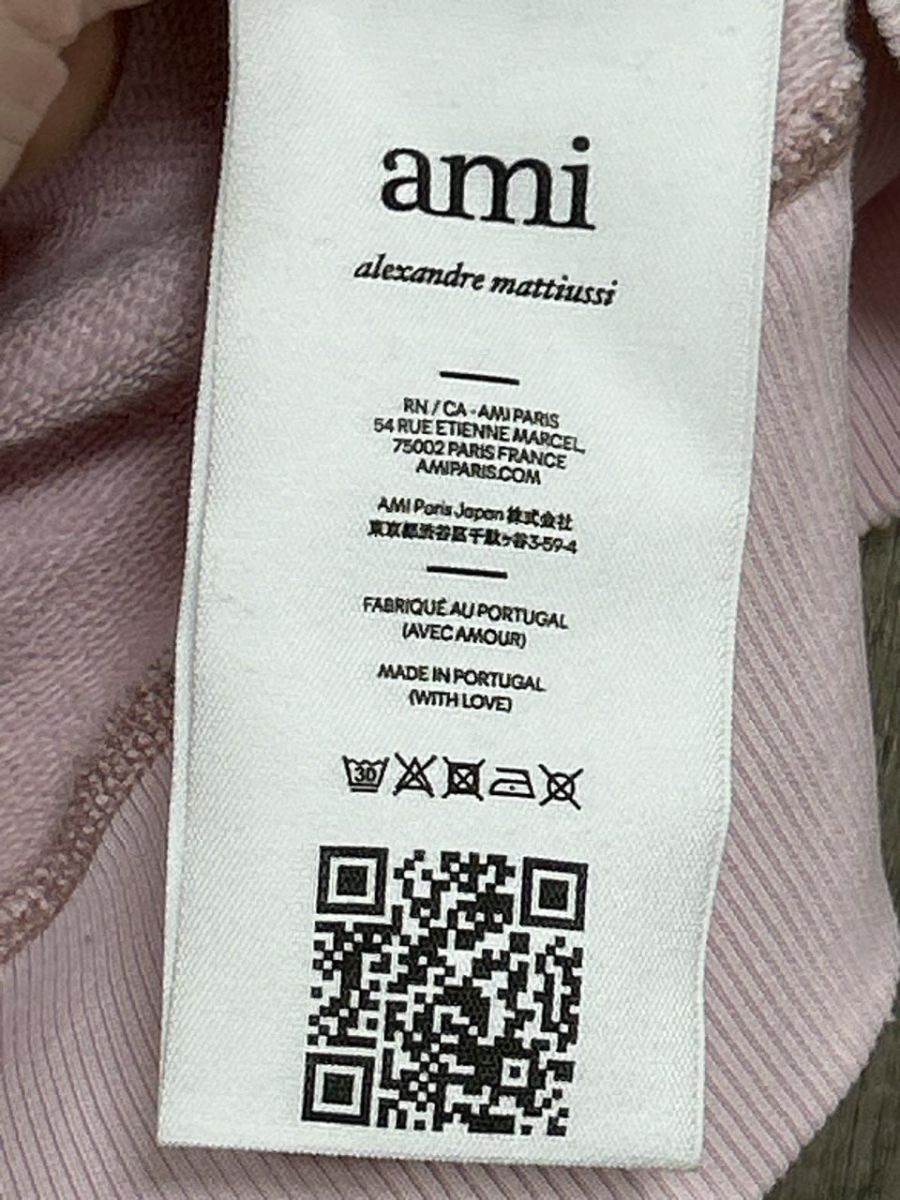 ami
alexandre mattiussi
RN / CA - AMI PARIS
54 RUE ETIENNE MARCEL,
75002 PARIS FRANCE
AMIPARIS.COM
AMI Paris Japan 株式会社
東京都渋谷区千駄ヶ谷3-59-4
FABRIQUÉ AU PORTUGAL
(AVEC AMOUR)
MADE IN PORTUGAL
(WITH LOVE)
30